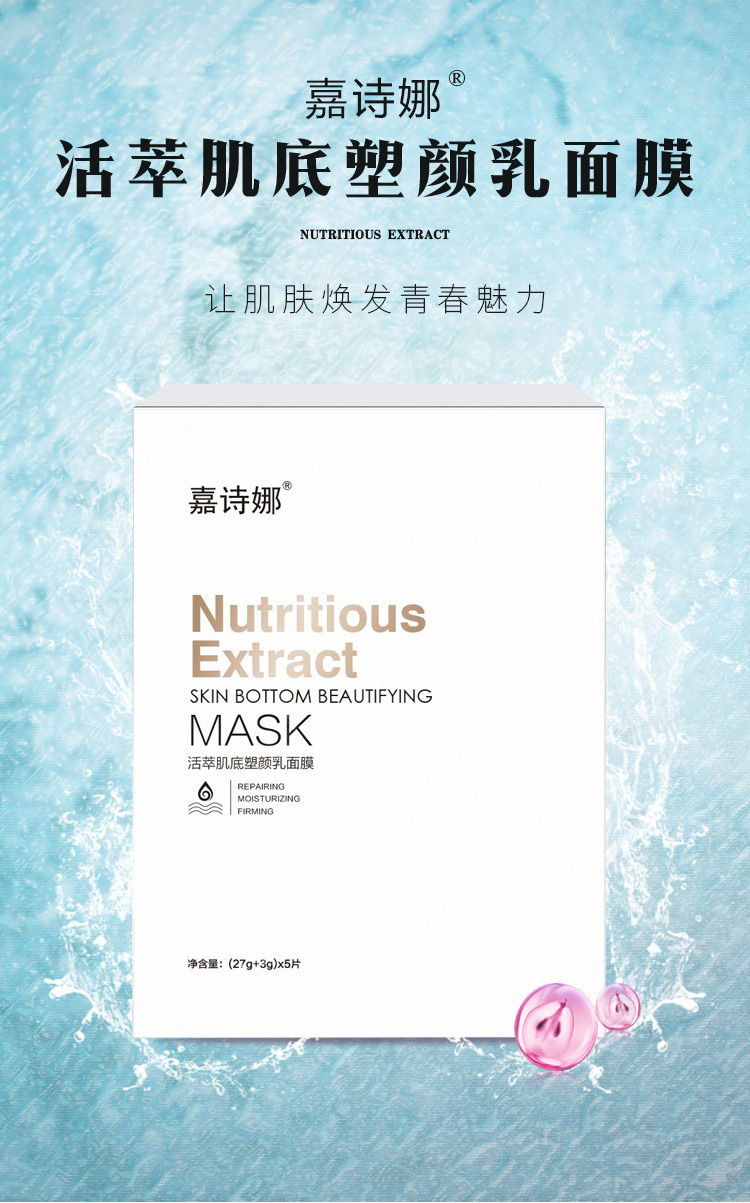 嘉诗娜®
活萃肌底塑颜乳面膜
NUTRITIOUS EXTRACT
让肌肤焕发青春魅力
嘉诗娜®
Nutritious
Extract
SKIN BOTTOM BEAUTIFYING
MASK
活萃肌底塑颜乳面膜
REPAIRING
MOISTURIZING
FIRMING
净含量：(27g+3g)x5片